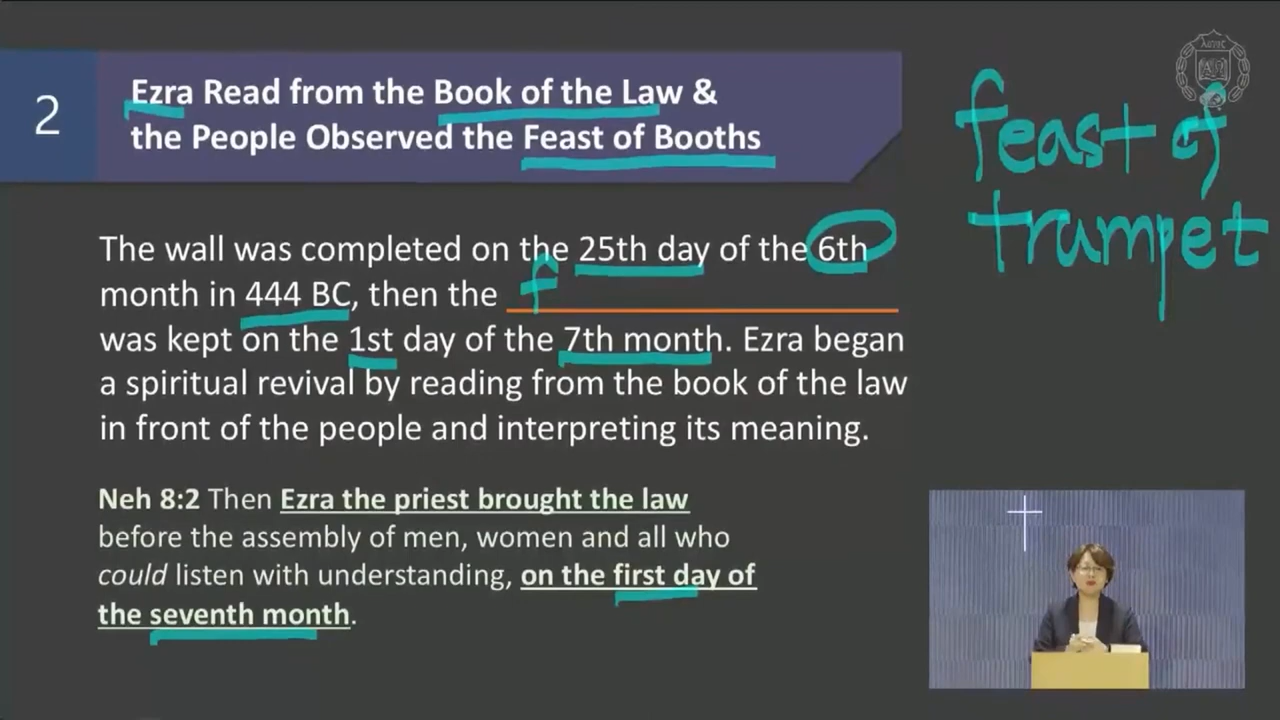 2
Ezra Read from the Book of the Law &
the People Observed the Feast of Booths
feast of
trumpet
The wall was completed on the 25th day of the 6th
month in 444 BC, then the f
was kept on the 1st day of the 7th month. Ezra began
a spiritual revival by reading from the book of the law
in front of the people and interpreting its meaning.
Neh 8:2 Then Ezra the priest brought the law
before the assembly of men, women and all who
could listen with understanding, on the first day of
the seventh month.